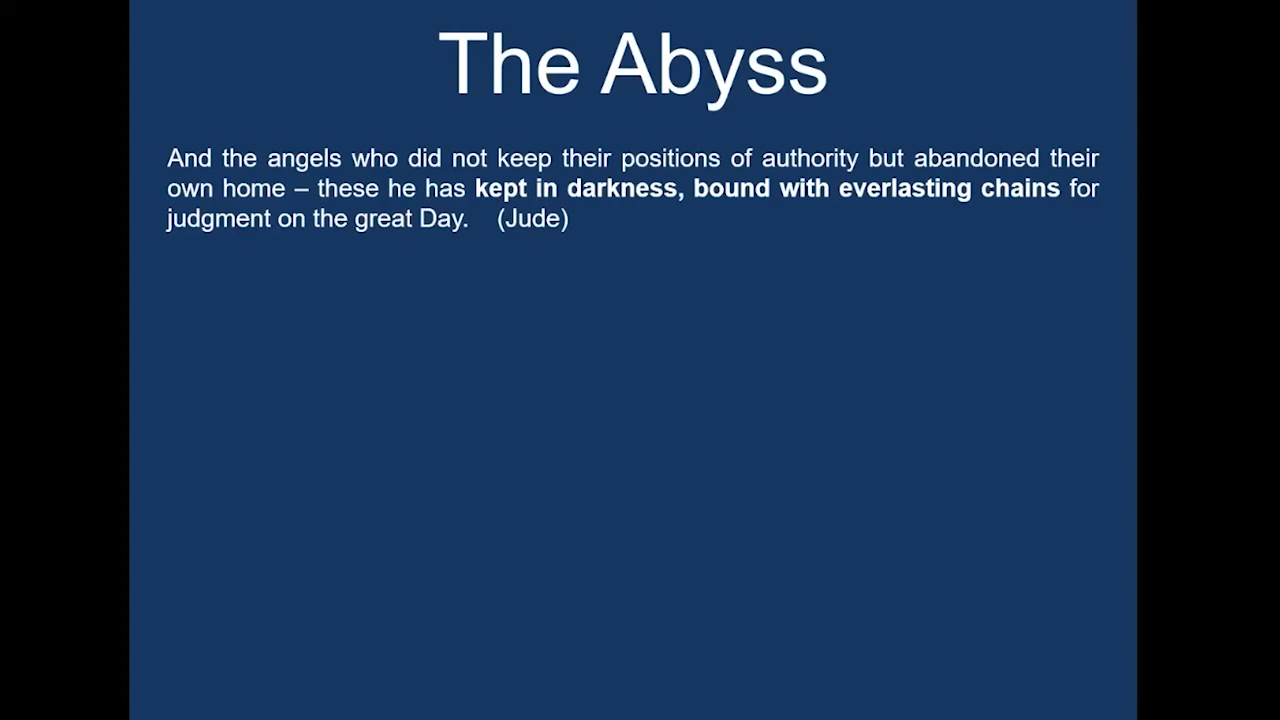 The Abyss
And the angels who did not keep their positions of authority but abandoned their
own home – these he has kept in darkness, bound with everlasting chains for
judgment on the great Day. (Jude)